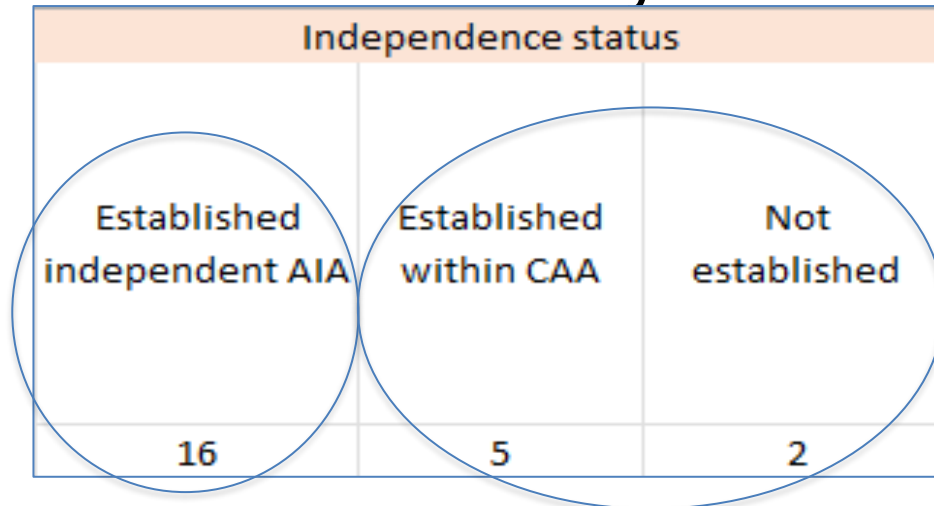 Independence status
Established independent AIA
Established within CAA
Not established
16 5 2